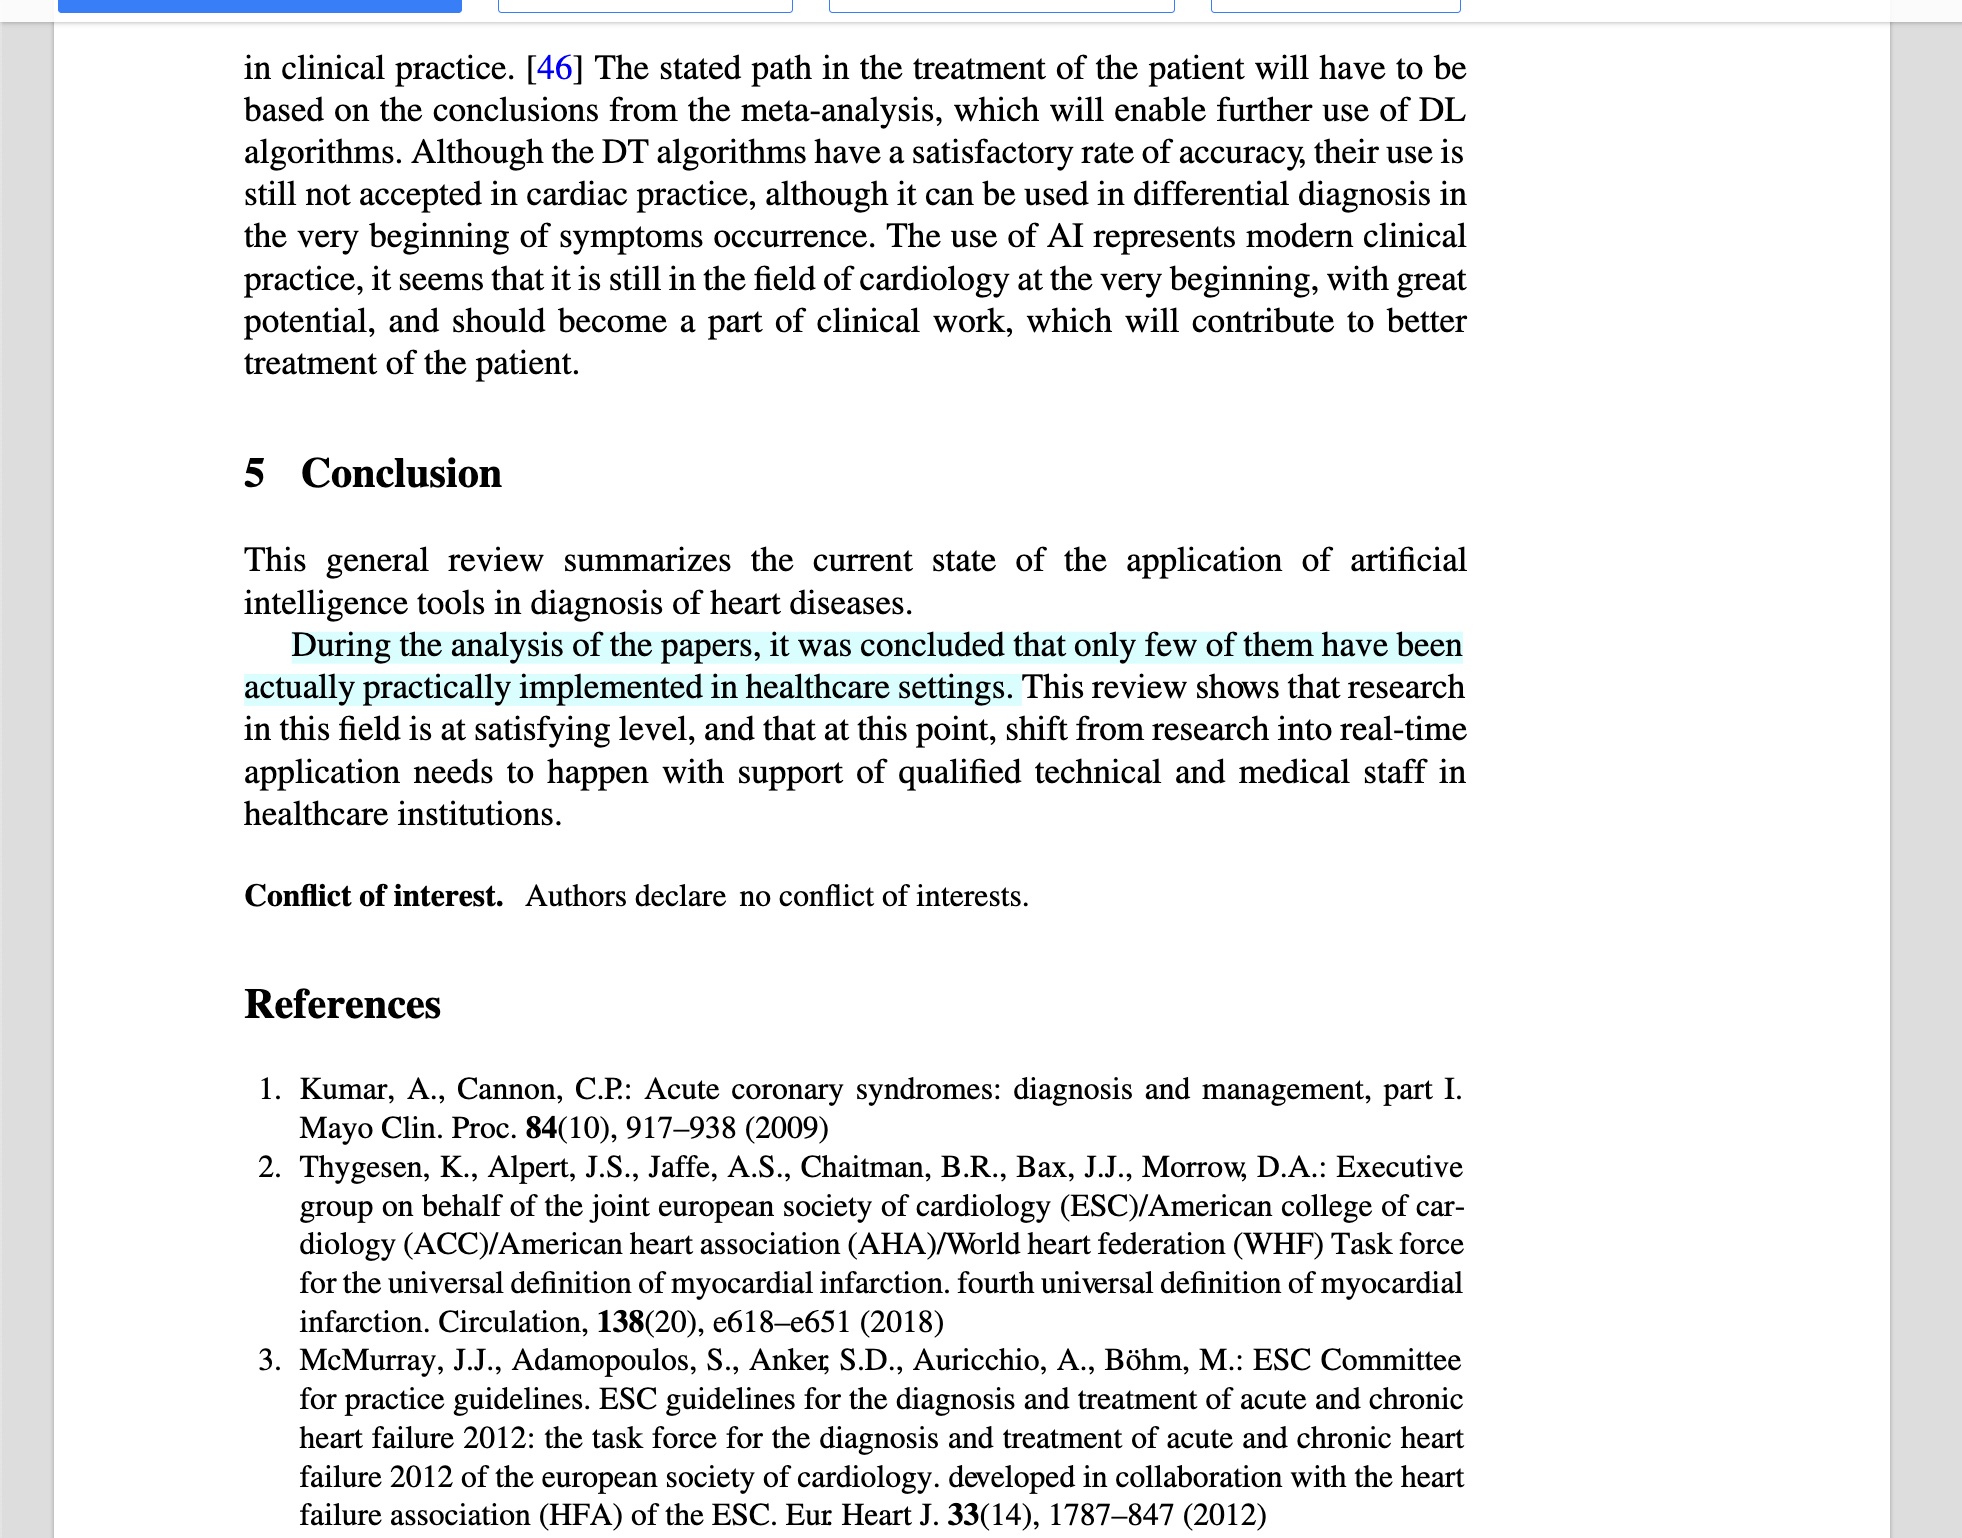 in clinical practice. [46] The stated path in the treatment of the patient will have to be
based on the conclusions from the meta-analysis, which will enable further use of DL
algorithms. Although the DT algorithms have a satisfactory rate of accuracy, their use is
still not accepted in cardiac practice, although it can be used in differential diagnosis in
the very beginning of symptoms occurrence. The use of AI represents modern clinical
practice, it seems that it is still in the field of cardiology at the very beginning, with great
potential, and should become a part of clinical work, which will contribute to better
treatment of the patient.
5 Conclusion
This general review summarizes the current state of the application of artificial
intelligence tools in diagnosis of heart diseases.
During the analysis of the papers, it was concluded that only few of them have been
actually practically implemented in healthcare settings. This review shows that research
in this field is at satisfying level, and that at this point, shift from research into real-time
application needs to happen with support of qualified technical and medical staff in
healthcare institutions.
Conflict of interest. Authors declare no conflict of interests.
References
1. Kumar, A., Cannon, C.P.: Acute coronary syndromes: diagnosis and management, part I.
Mayo Clin. Proc. 84(10), 917–938 (2009)
2. Thygesen, K., Alpert, J.S., Jaffe, A.S., Chaitman, B.R., Bax, J.J., Morrow, D.A.: Executive
group on behalf of the joint european society of cardiology (ESC)/American college of car-
diology (ACC)/American heart association (AHA)/World heart federation (WHF) Task force
for the universal definition of myocardial infarction. fourth universal definition of myocardial
infarction. Circulation, 138(20), e618–e651 (2018)
3. McMurray, J.J., Adamopoulos, S., Anker, S.D., Auricchio, A., Böhm, M.: ESC Committee
for practice guidelines. ESC guidelines for the diagnosis and treatment of acute and chronic
heart failure 2012: the task force for the diagnosis and treatment of acute and chronic heart
failure 2012 of the european society of cardiology. developed in collaboration with the heart
failure association (HFA) of the ESC. Eur. Heart J. 33(14), 1787–847 (2012)